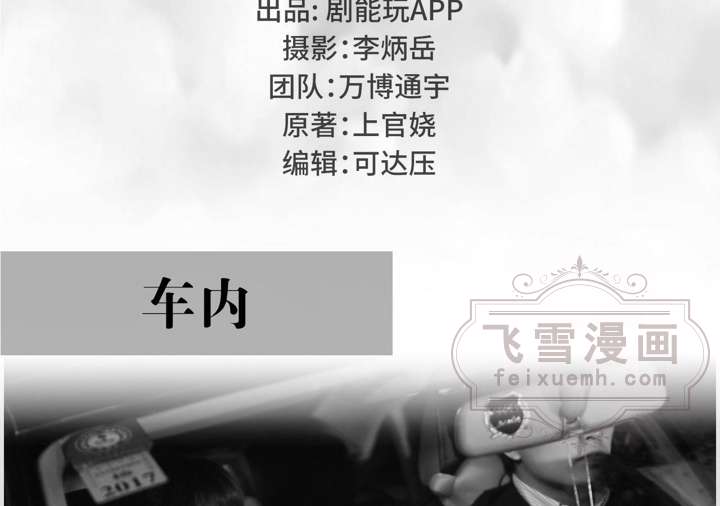 出品: 剧能玩APP
摄影:李炳岳
团队:万博通宇
原著:上官娆
编辑:可达压
车内
飞雪漫画
feixuemh.com
2017